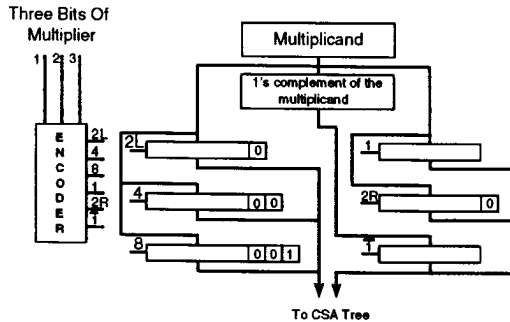 Three Bits Of
Multiplier
1 2 3
Multiplicand
1's complement of the
multiplicand
ENCODER
2L
4
8
1
2R
1̅
2L 0
4 0 0
8 0 0 1
1
2R 0
1̅
To CSA Tree